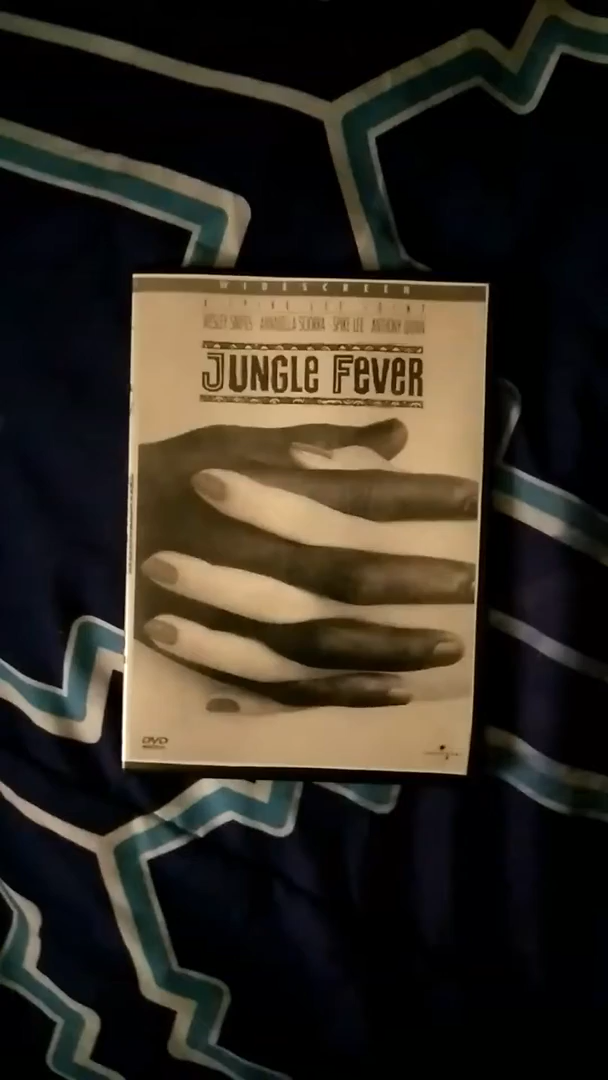 WIDESCREEN
A SPIKE LEE JOINT
WESLEY SNIPES ANNABELLA SCIORRA SPIKE LEE ANTHONY QUINN
JUNGLE FEVER
DVD